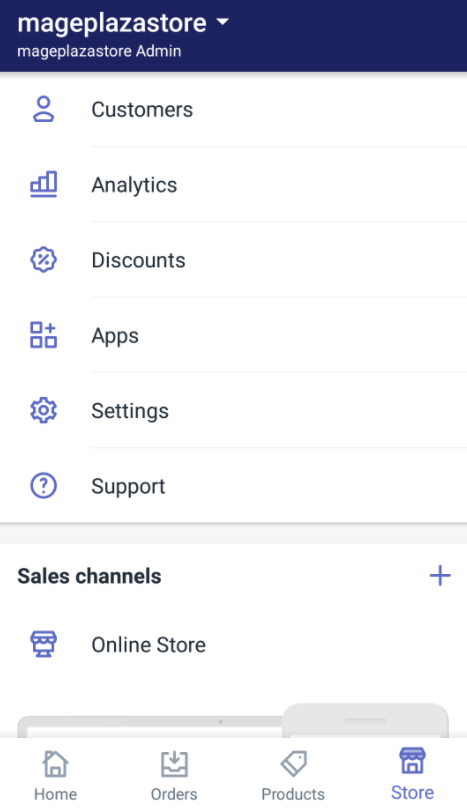 mageplazastore
mageplazastore Admin
Customers
Analytics
Discounts
Apps
Settings
Support
Sales channels
Online Store
Home
Orders
Products
Store